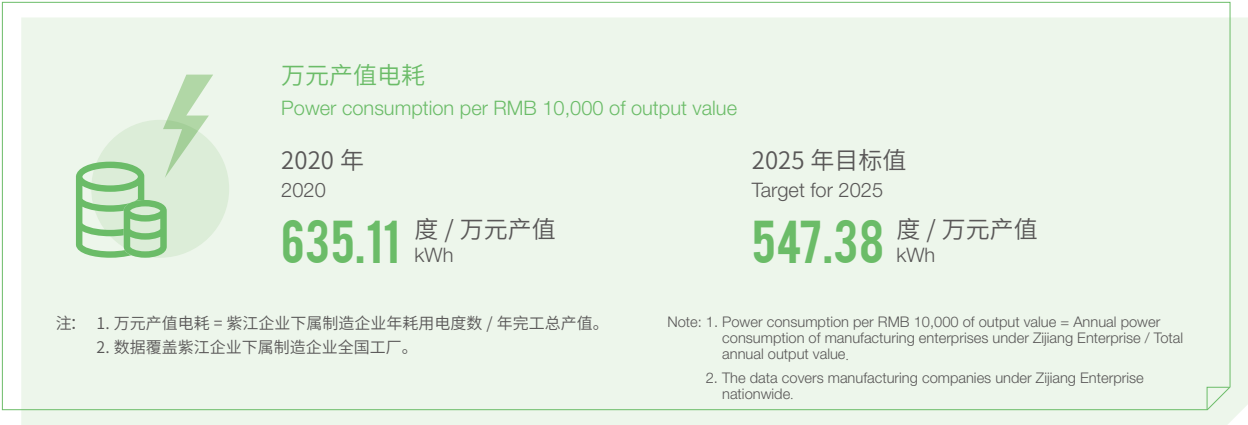 万元产值电耗
Power consumption per RMB 10,000 of output value
2020 年
2020
635.11 度 / 万元产值
kWh
2025 年目标值
Target for 2025
547.38 度 / 万元产值
kWh
注: 1. 万元产值电耗 = 紫江企业下属制造企业年耗用电度数 / 年完工总产值。
2. 数据覆盖紫江企业下属制造企业全国工厂。
Note: 1. Power consumption per RMB 10,000 of output value = Annual power
consumption of manufacturing enterprises under Zijiang Enterprise / Total
annual output value.
2. The data covers manufacturing companies under Zijiang Enterprise
nationwide.